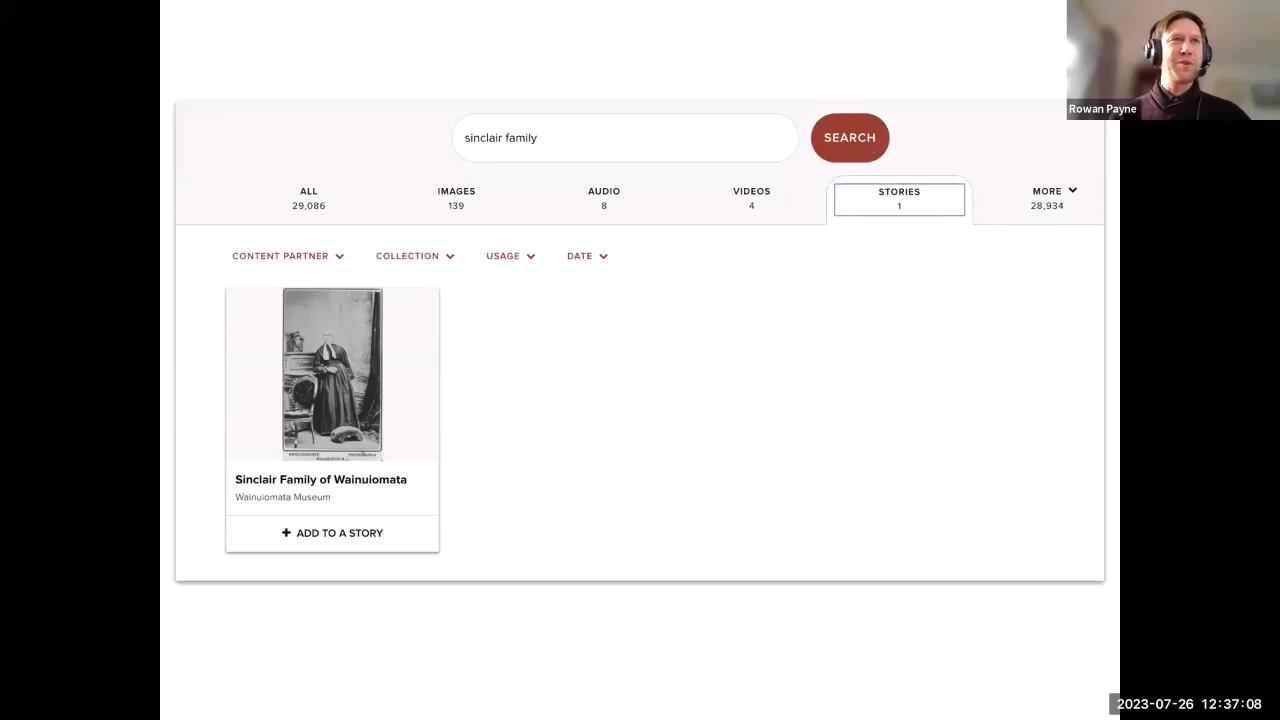 Rowan Payne
sinclair family
SEARCH
ALL
29,086
IMAGES
139
AUDIO
8
VIDEOS
4
STORIES
1
MORE
28,934
CONTENT PARTNER
COLLECTION
USAGE
DATE
Sinclair Family of Wainuiomata
Wainuiomata Museum
+ ADD TO A STORY
2023-07-26 12:37:08